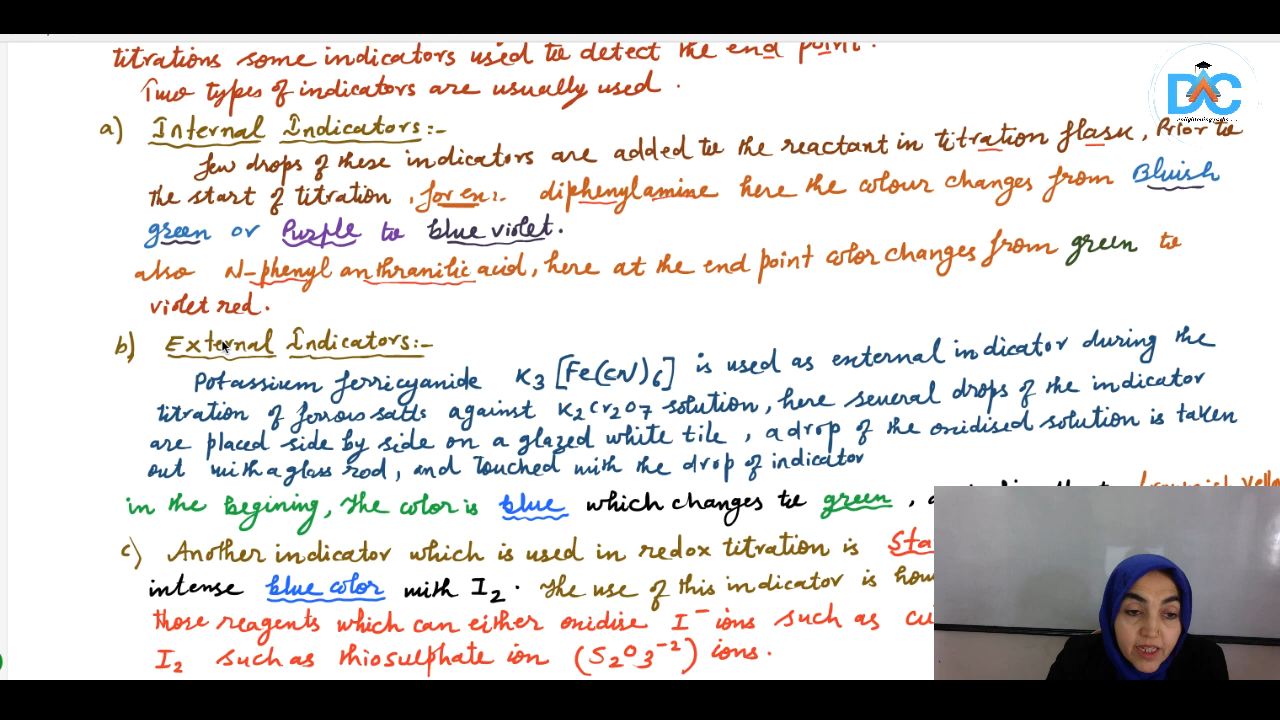 titrations some indicators used to detect the end point.
Two types of indicators are usually used.
DAC
a) Internal Indicators:-
few drops of these indicators are added to the reactant in titration flask, Prior to
the start of titration, for ex:. diphenylamine here the colour changes from Bluish
green or Purple to blue violet.
also N-phenyl anthranilic acid, here at the end point color changes from green to
violet red.
b) External Indicators:-
Potassium ferricyanide K3 [Fe(CN)6] is used as external indicator during the
titration of ferrous salts against K2Cr2O7 solution, here several drops of the indicator
are placed side by side on a glazed white tile, a drop of the oxidised solution is taken
out with a glass rod, and touched with the drop of indicator
in the begining, the color is blue which changes to green,
c) Another indicator which is used in redox titration is
intense blue color with I2. The use of this indicator is
those reagents which can either oxidise I- ions such as
I2 such as thiosulphate ion (S2O3-2) ions.